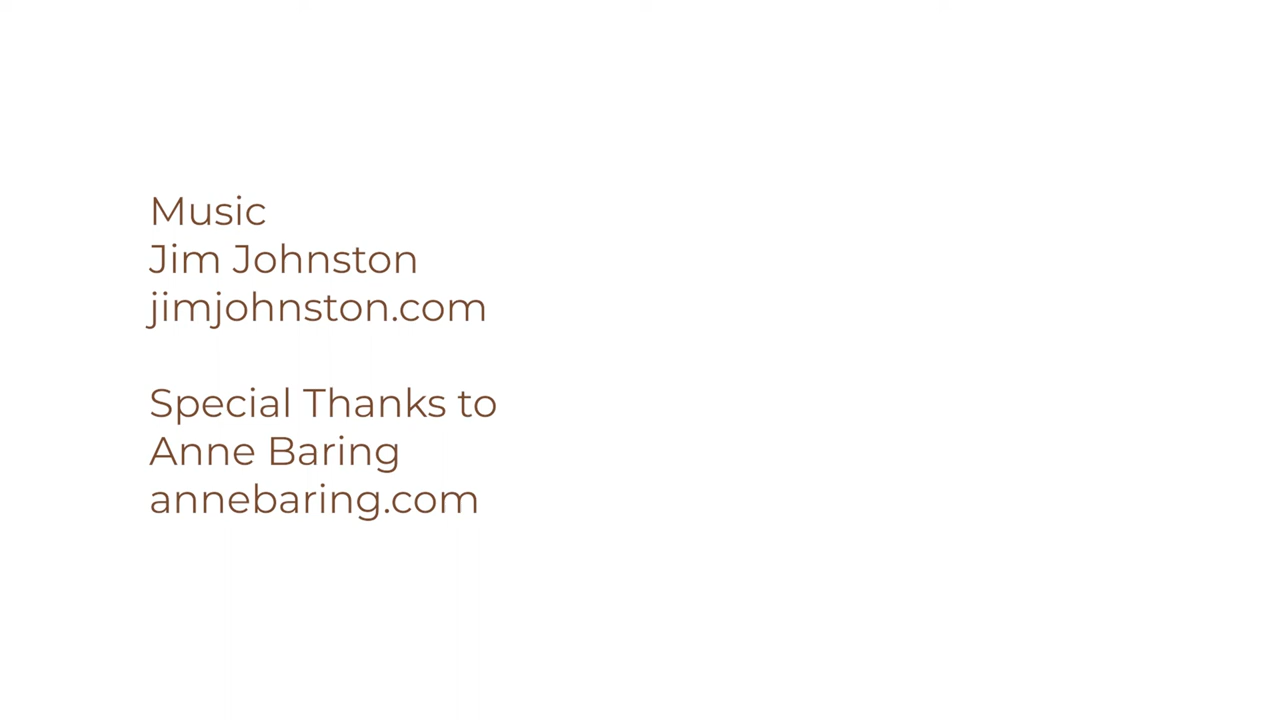 Music
Jim Johnston
jimjohnston.com
Special Thanks to
Anne Baring
annebaring.com